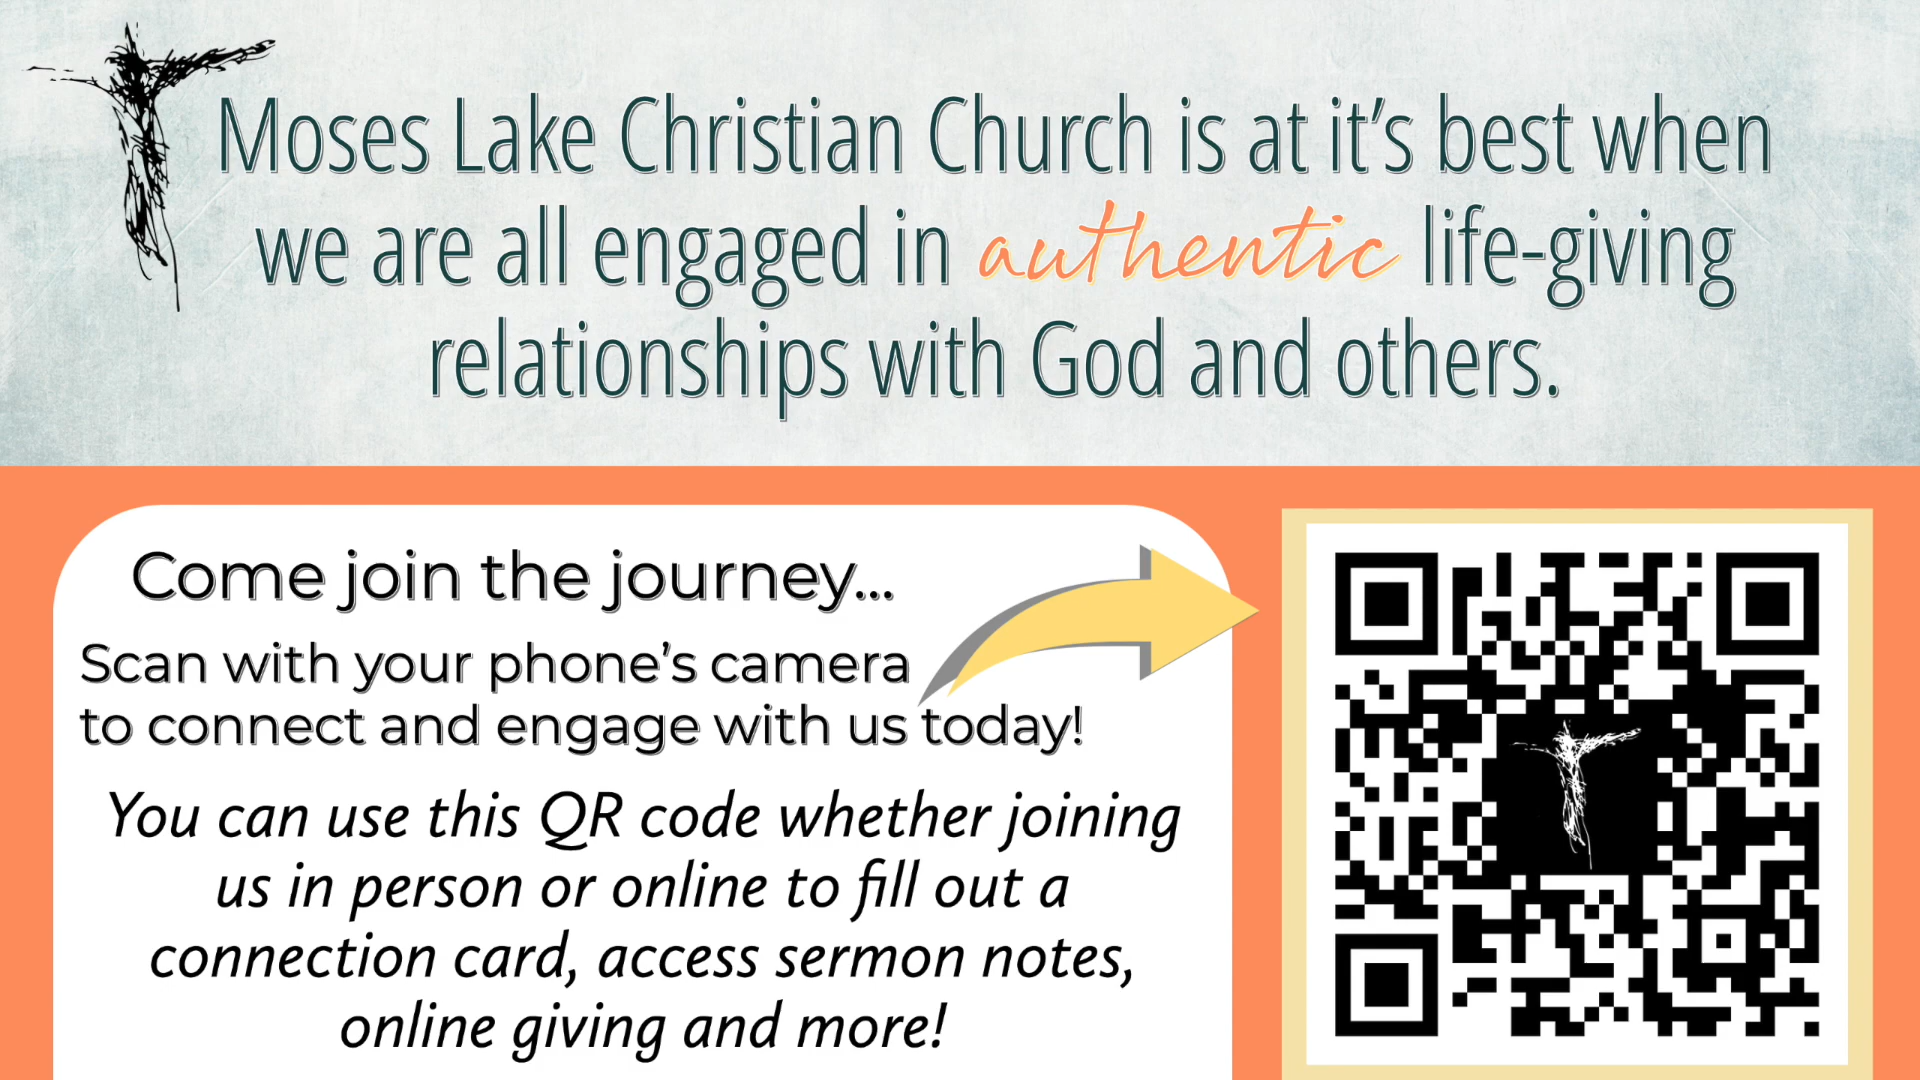 Moses Lake Christian Church is at it’s best when
we are all engaged in authentic life-giving
relationships with God and others.
Come join the journey...
Scan with your phone’s camera
to connect and engage with us today!
You can use this QR code whether joining
us in person or online to fill out a
connection card, access sermon notes,
online giving and more!